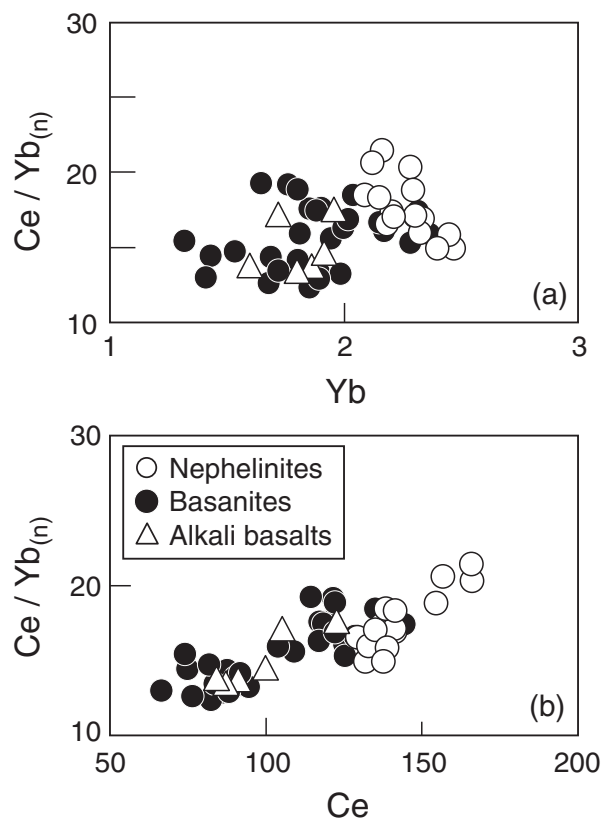 30
20
10
Ce / Yb(n)
(a)
1
2
3
Yb
30
20
10
Ce / Yb(n)
Nephelinites
Basanites
Alkali basalts
(b)
50
100
150
200
Ce